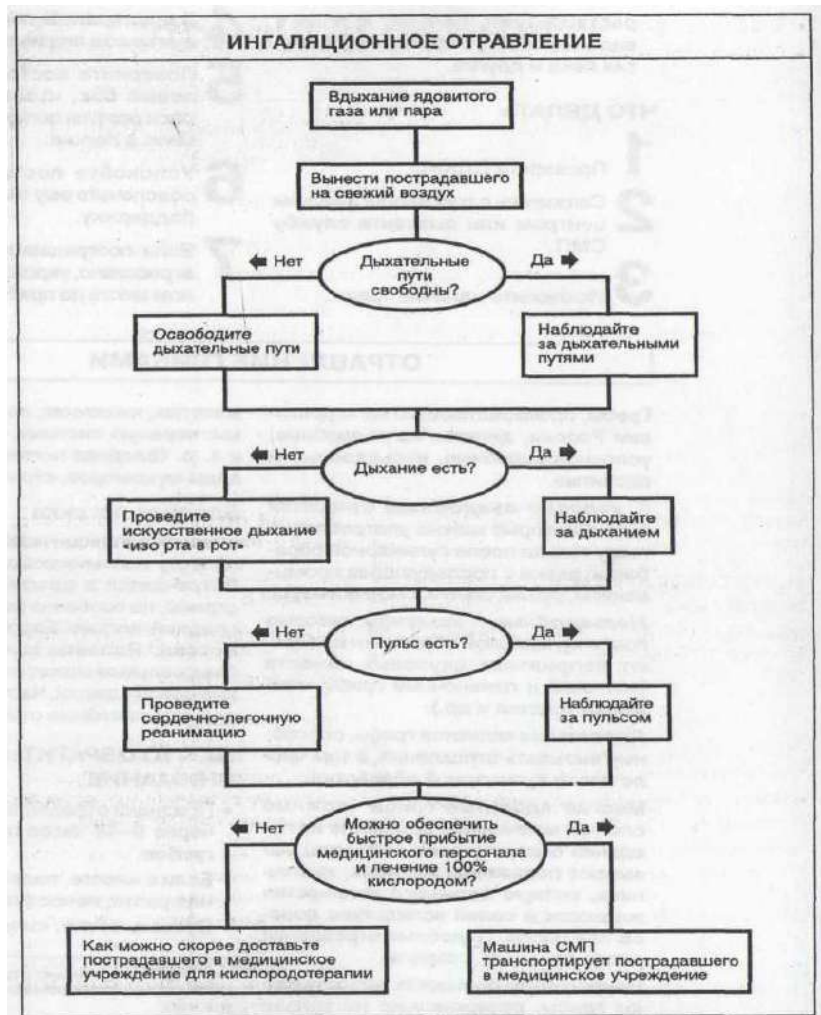 ИНГАЛЯЦИОННОЕ ОТРАВЛЕНИЕ
Вдыхание ядовитого
газа или пара
Вынести пострадавшего
на свежий воздух
Нет
Дыхательные
пути
свободны?
Да
Освободите
дыхательные пути
Наблюдайте
за дыхательными
путями
Нет
Дыхание есть?
Да
Проведите
искусственное дыхание
«изо рта в рот»
Наблюдайте
за дыханием
Нет
Пульс есть?
Да
Проведите
сердечно-легочную
реанимацию
Наблюдайте
за пульсом
Нет
Можно обеспечить
быстрое прибытие
медицинского персонала
и лечение 100%
кислородом?
Да
Как можно скорее доставьте
пострадавшего в медицинское
учреждение для кислородотерапии
Машина СМП
транспортирует пострадавшего
в медицинское учреждение